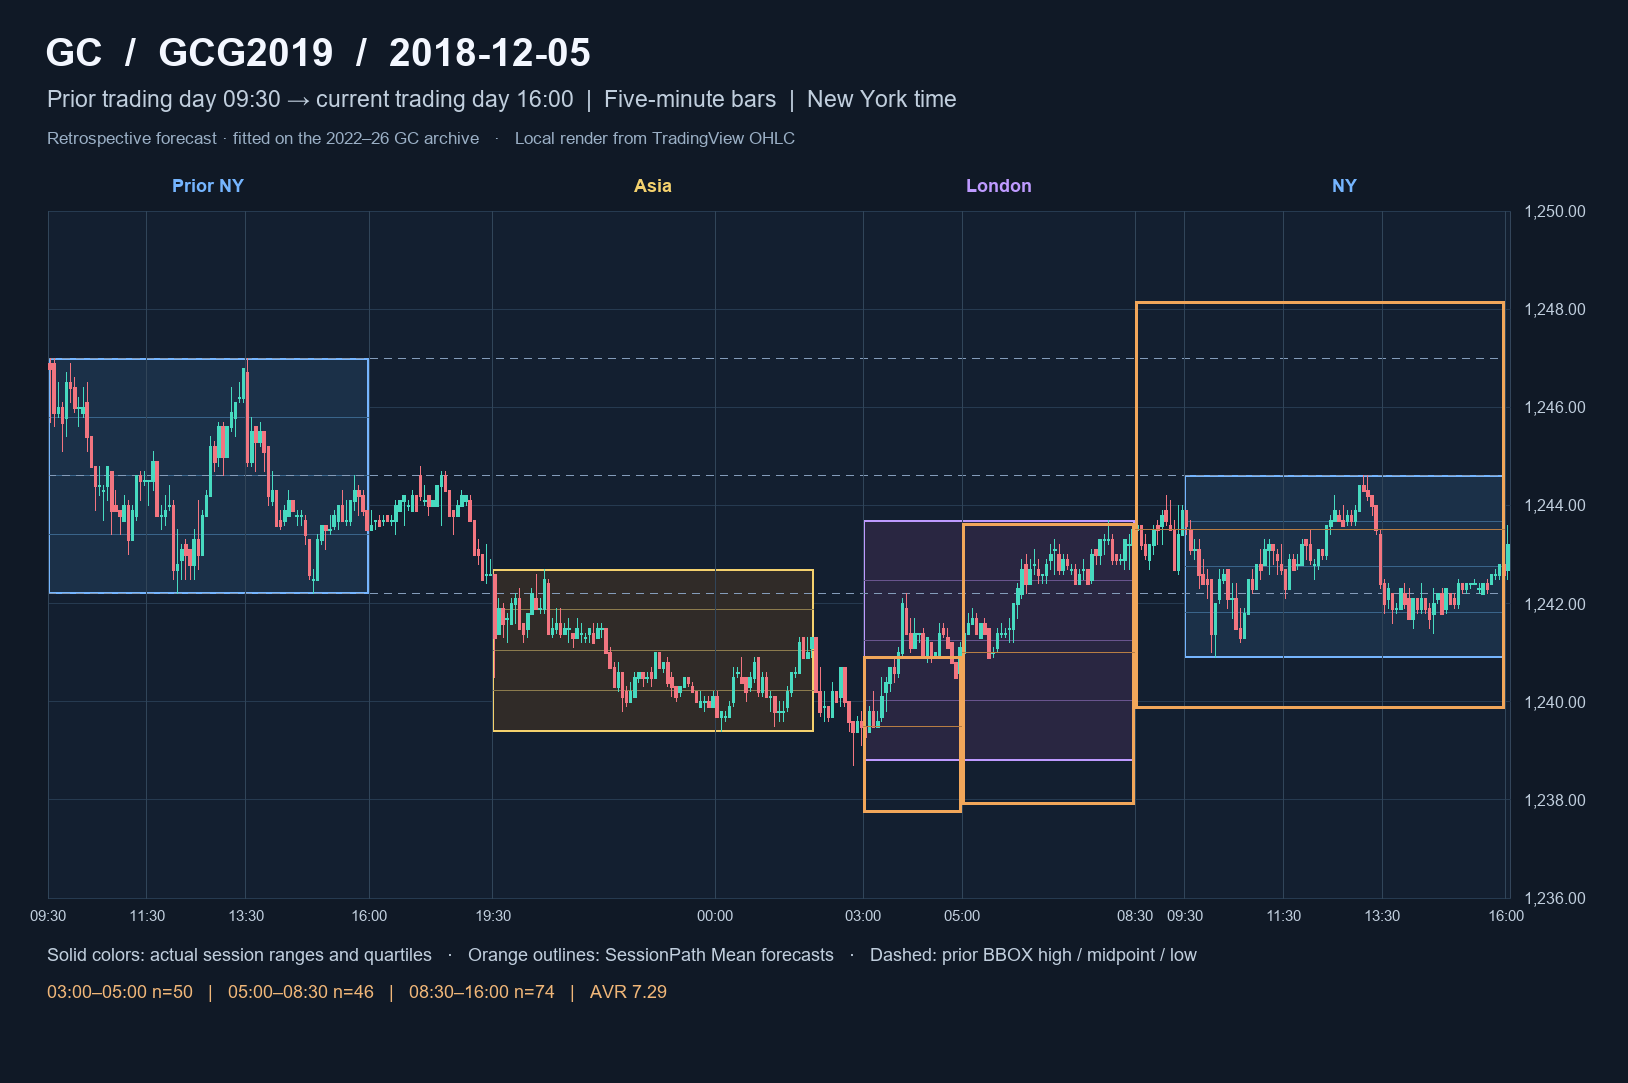 GC / GCG2019 / 2018-12-05
Prior trading day 09:30 → current trading day 16:00 | Five-minute bars | New York time
Retrospective forecast · fitted on the 2022–26 GC archive · Local render from TradingView OHLC
Prior NY Asia London NY
1,250.00
1,248.00
1,246.00
1,244.00
1,242.00
1,240.00
1,238.00
1,236.00
09:30 11:30 13:30 16:00 19:30 00:00 03:00 05:00 08:30 09:30 11:30 13:30 16:00
Solid colors: actual session ranges and quartiles · Orange outlines: SessionPath Mean forecasts · Dashed: prior BBOX high / midpoint / low
03:00–05:00 n=50 | 05:00–08:30 n=46 | 08:30–16:00 n=74 | AVR 7.29